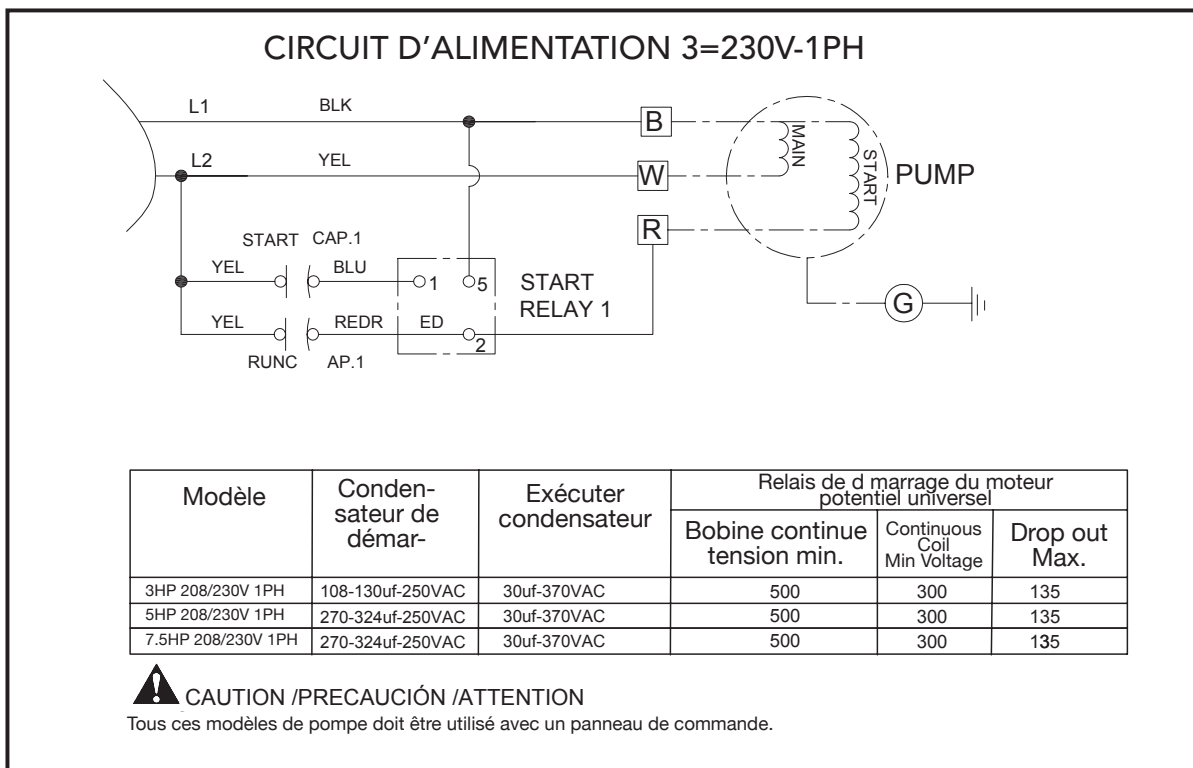 CIRCUIT D'ALIMENTATION 3=230V-1PH
L1 BLK B
L2 YEL W
MAIN
START
PUMP
R
START CAP.1
YEL BLU 1 5
START
RELAY 1
YEL REDR ED 2
RUNC AP.1
G
Modèle
Conden-
sateur de
démar-
Exécuter
condensateur
Relais de d marrage du moteur
potentiel universel
Bobine continue
tension min.
Continuous
Coil
Min Voltage
Drop out
Max.
3HP 208/230V 1PH 108-130uf-250VAC 30uf-370VAC 500 300 135
5HP 208/230V 1PH 270-324uf-250VAC 30uf-370VAC 500 300 135
7.5HP 208/230V 1PH 270-324uf-250VAC 30uf-370VAC 500 300 135
CAUTION /PRECAUCIÓN /ATTENTION
Tous ces modèles de pompe doit être utilisé avec un panneau de commande.